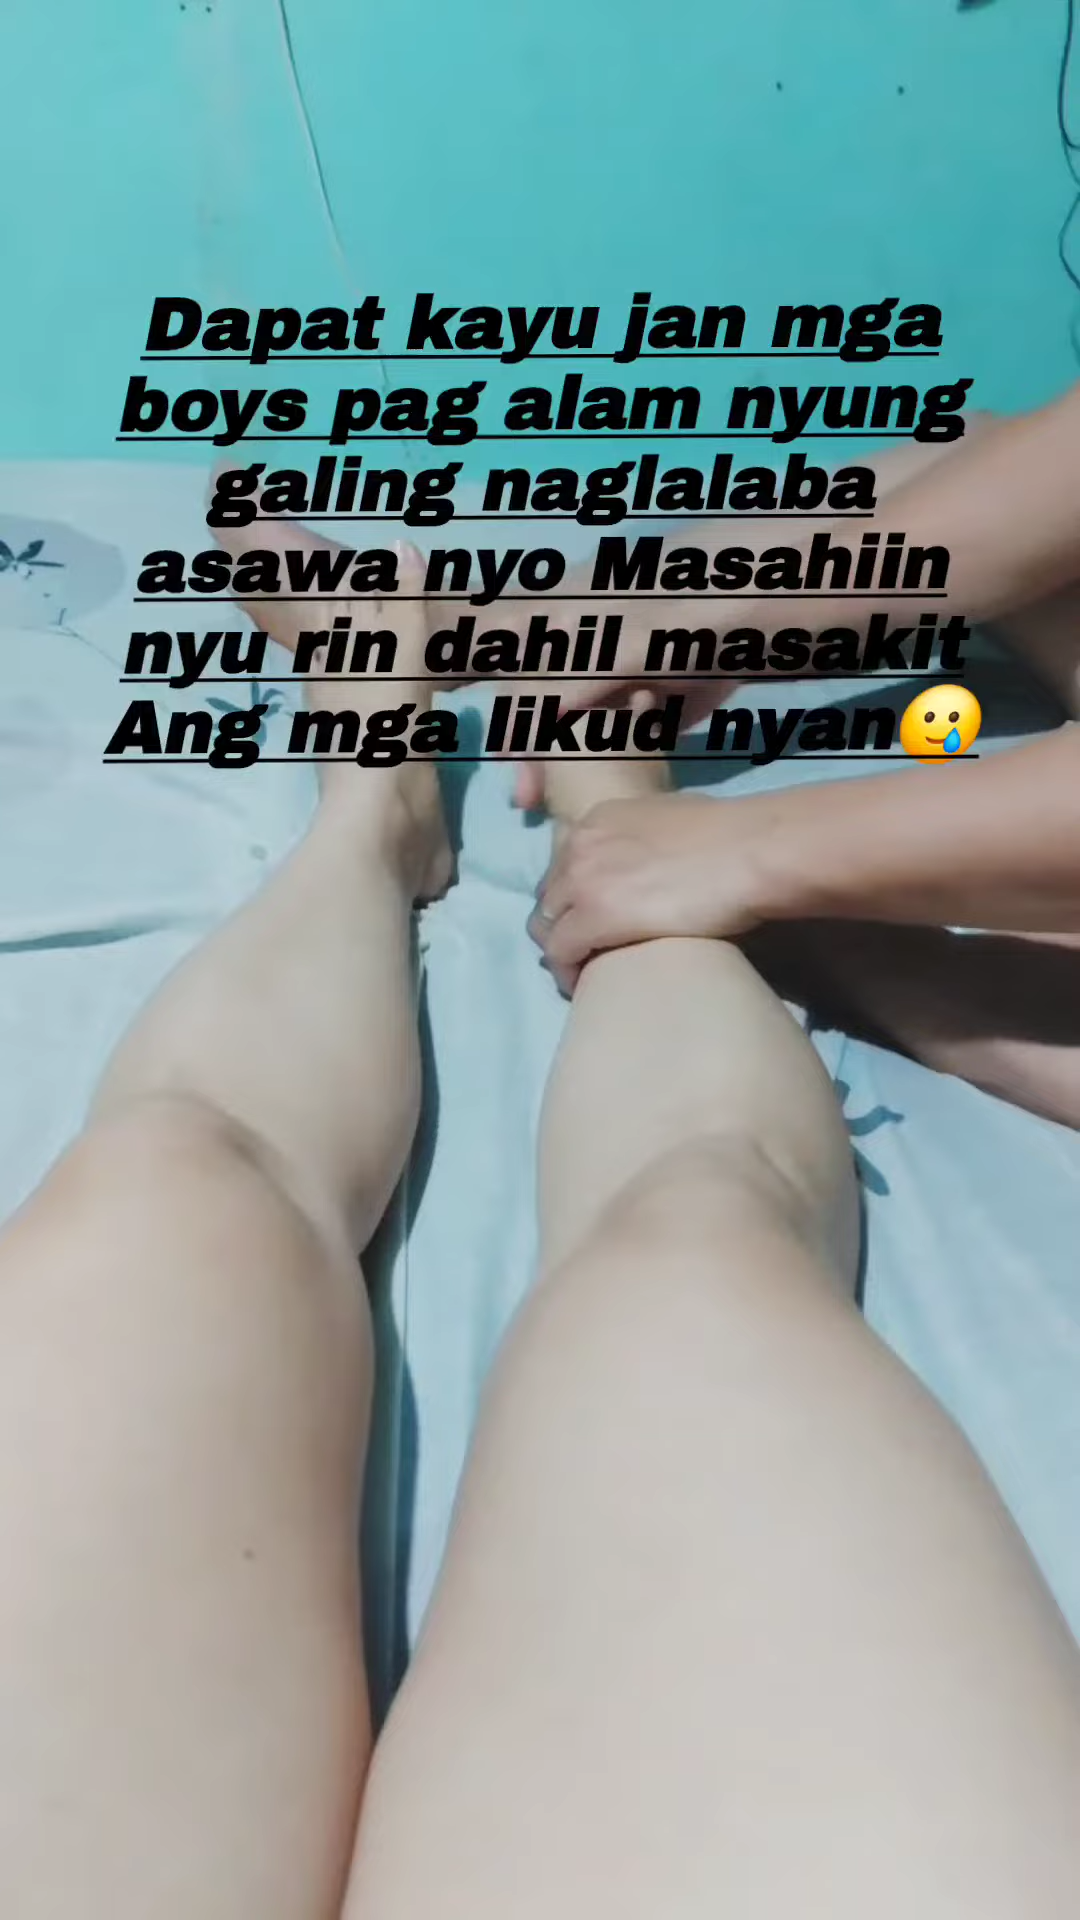 Dapat kayu jan mga
boys pag alam nyung
galing naglalaba
asawa nyo Masahiin
nyu rin dahil masakit
Ang mga likud nyan🥲